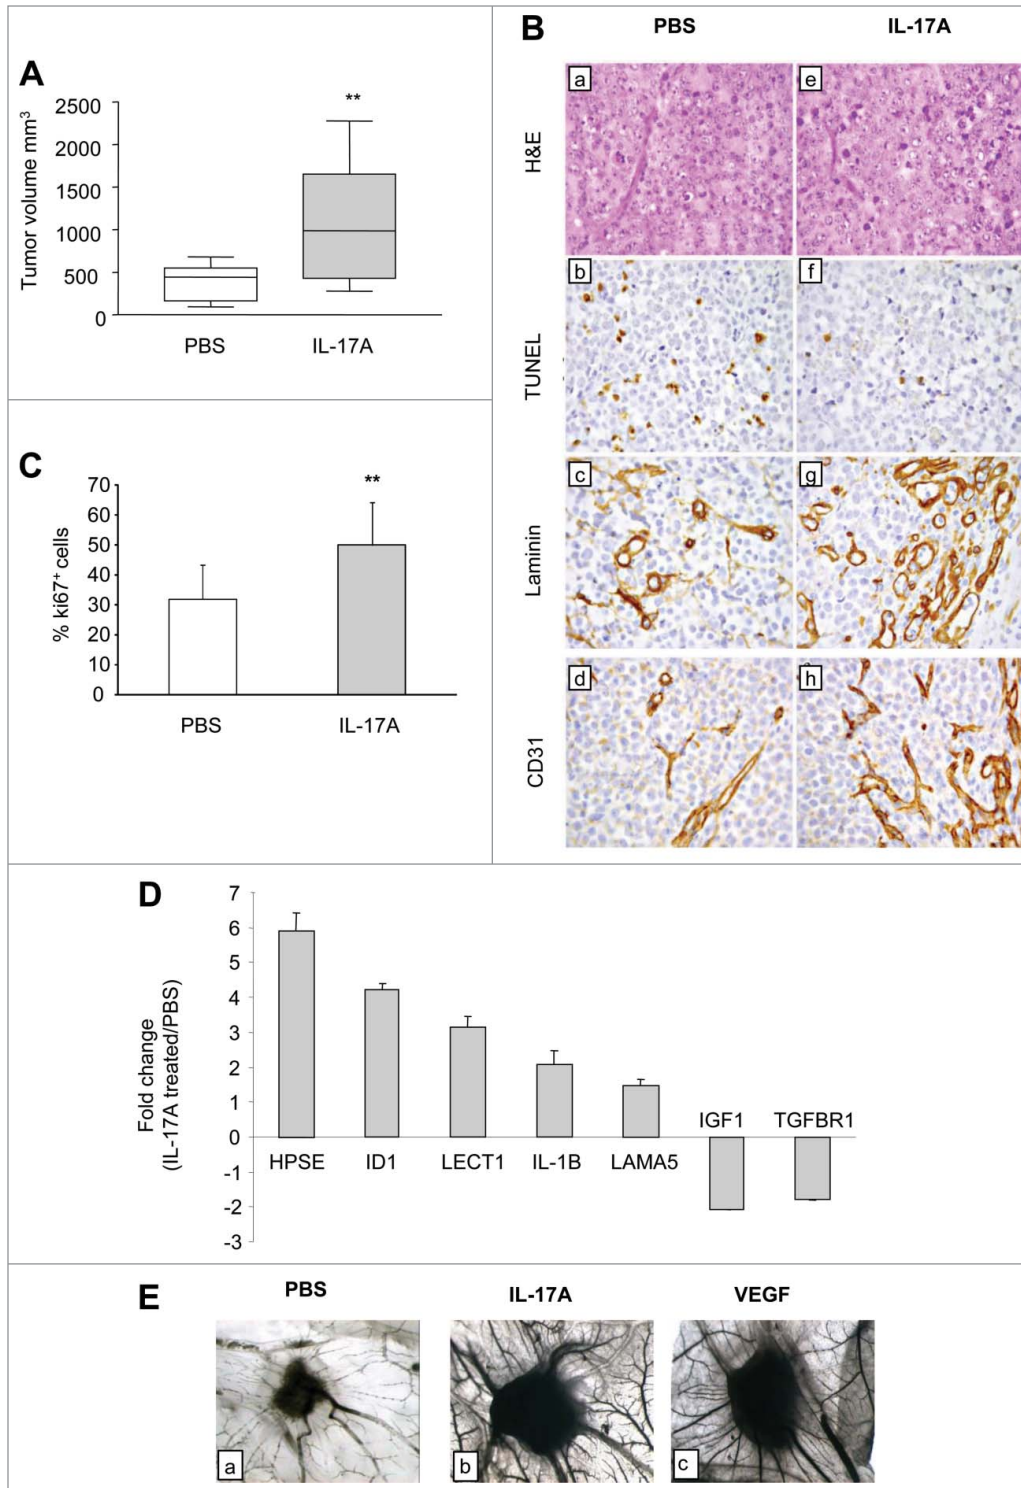 A
Tumor volume mm³
2500
2000
1500
1000
500
0
**
PBS
IL-17A
B
PBS
IL-17A
H&E
a
e
TUNEL
b
f
Laminin
c
g
CD31
d
h
C
% ki67⁺ cells
70
60
50
40
30
20
10
0
**
PBS
IL-17A
D
Fold change
(IL-17A treated/PBS)
7
6
5
4
3
2
1
0
-1
-2
-3
IGF1 TGFBR1
HPSE ID1 LECT1 IL-1B LAMA5
E
PBS
IL-17A
VEGF
a
b
c